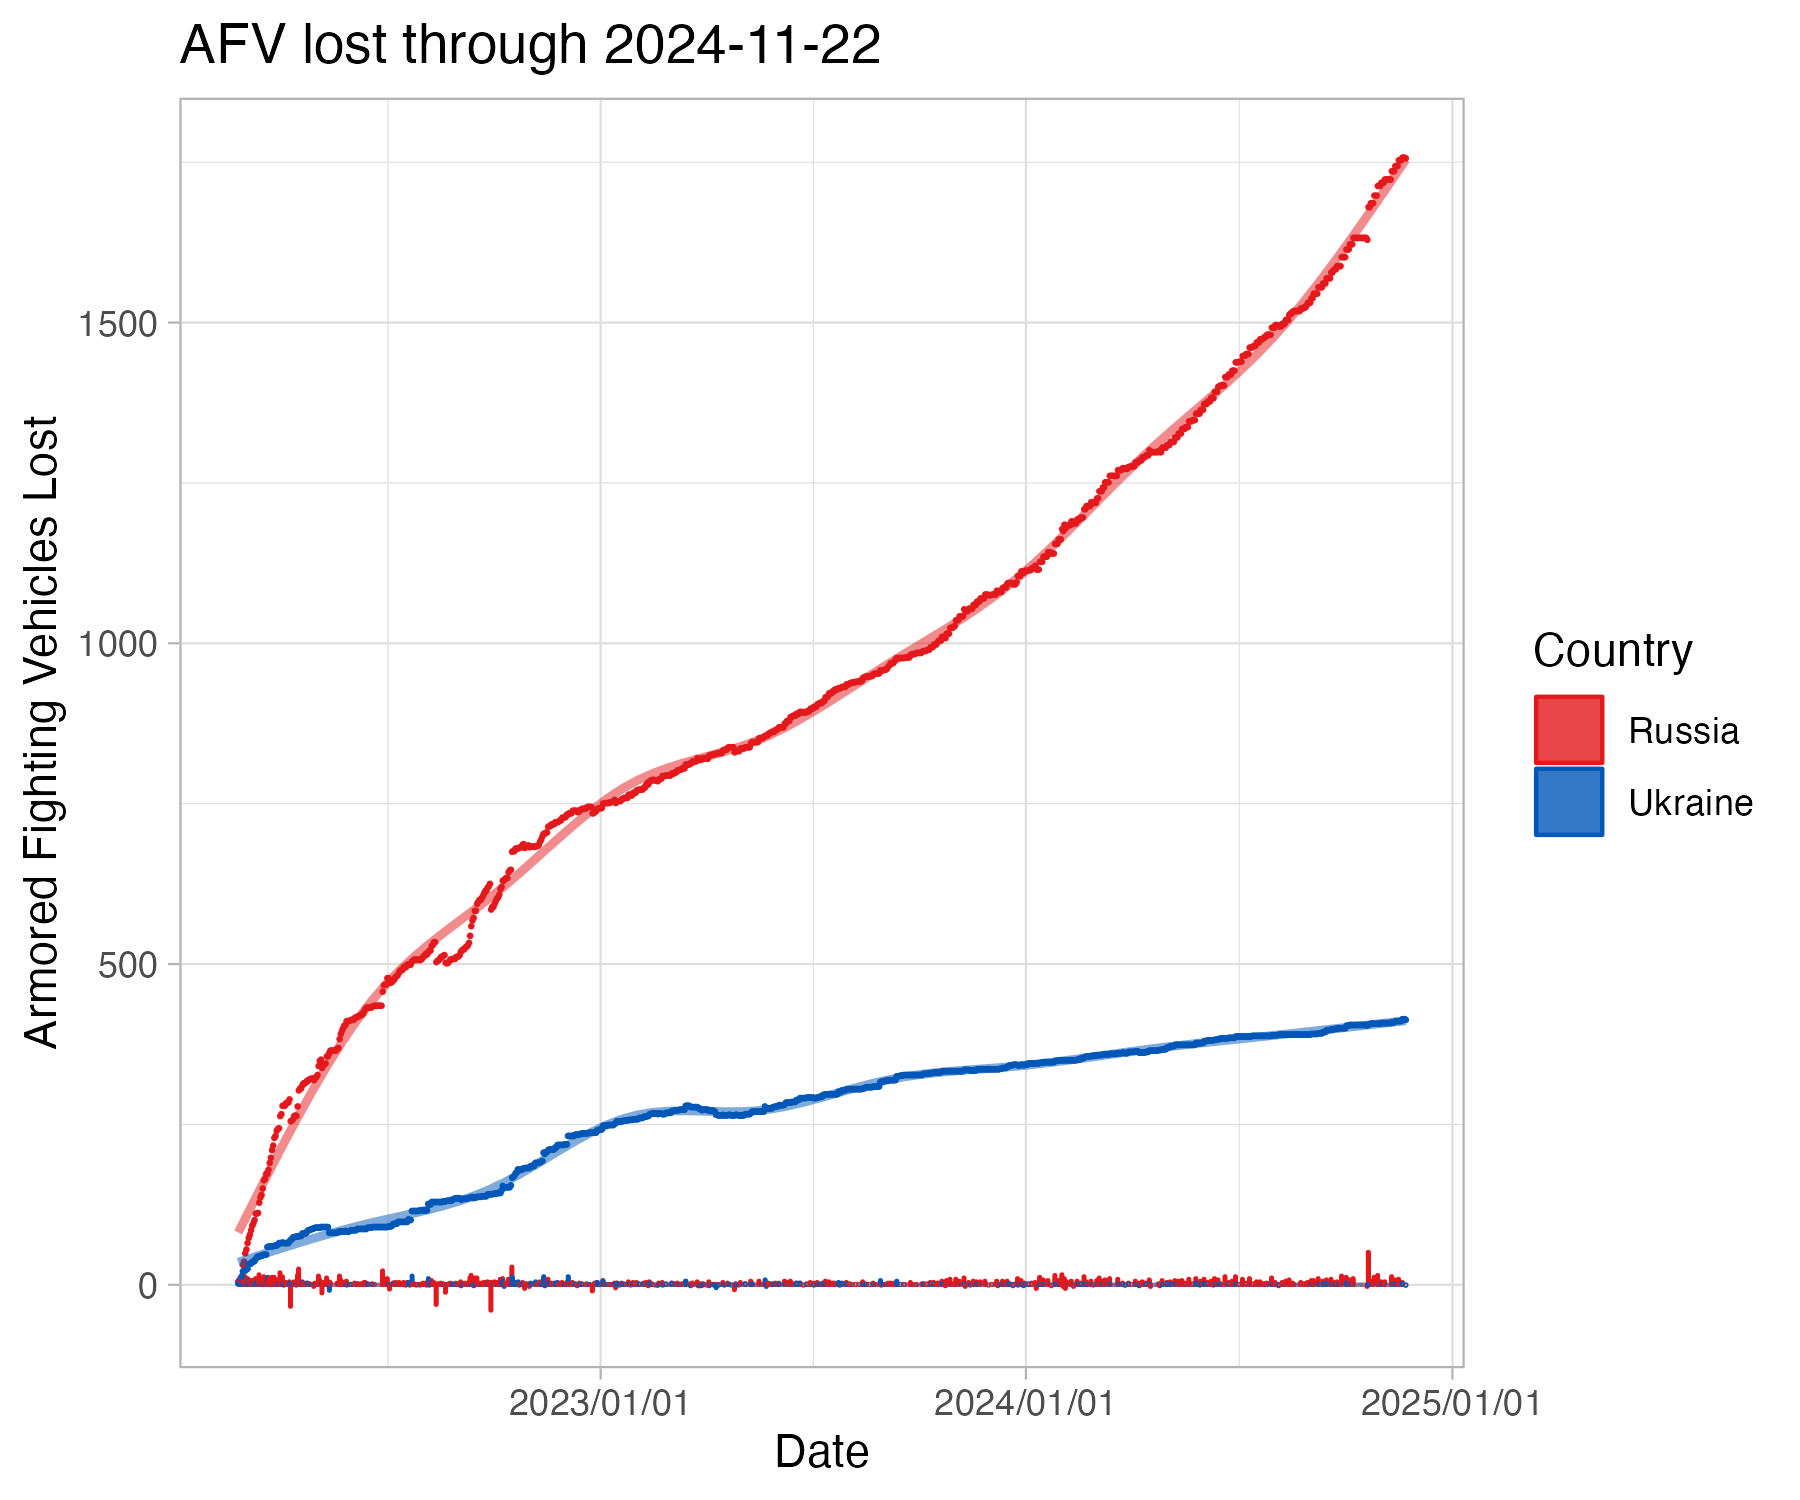 AFV lost through 2024-11-22
Armored Fighting Vehicles Lost
1500
1000
500
0
2023/01/01
2024/01/01
2025/01/01
Date
Country
Russia
Ukraine